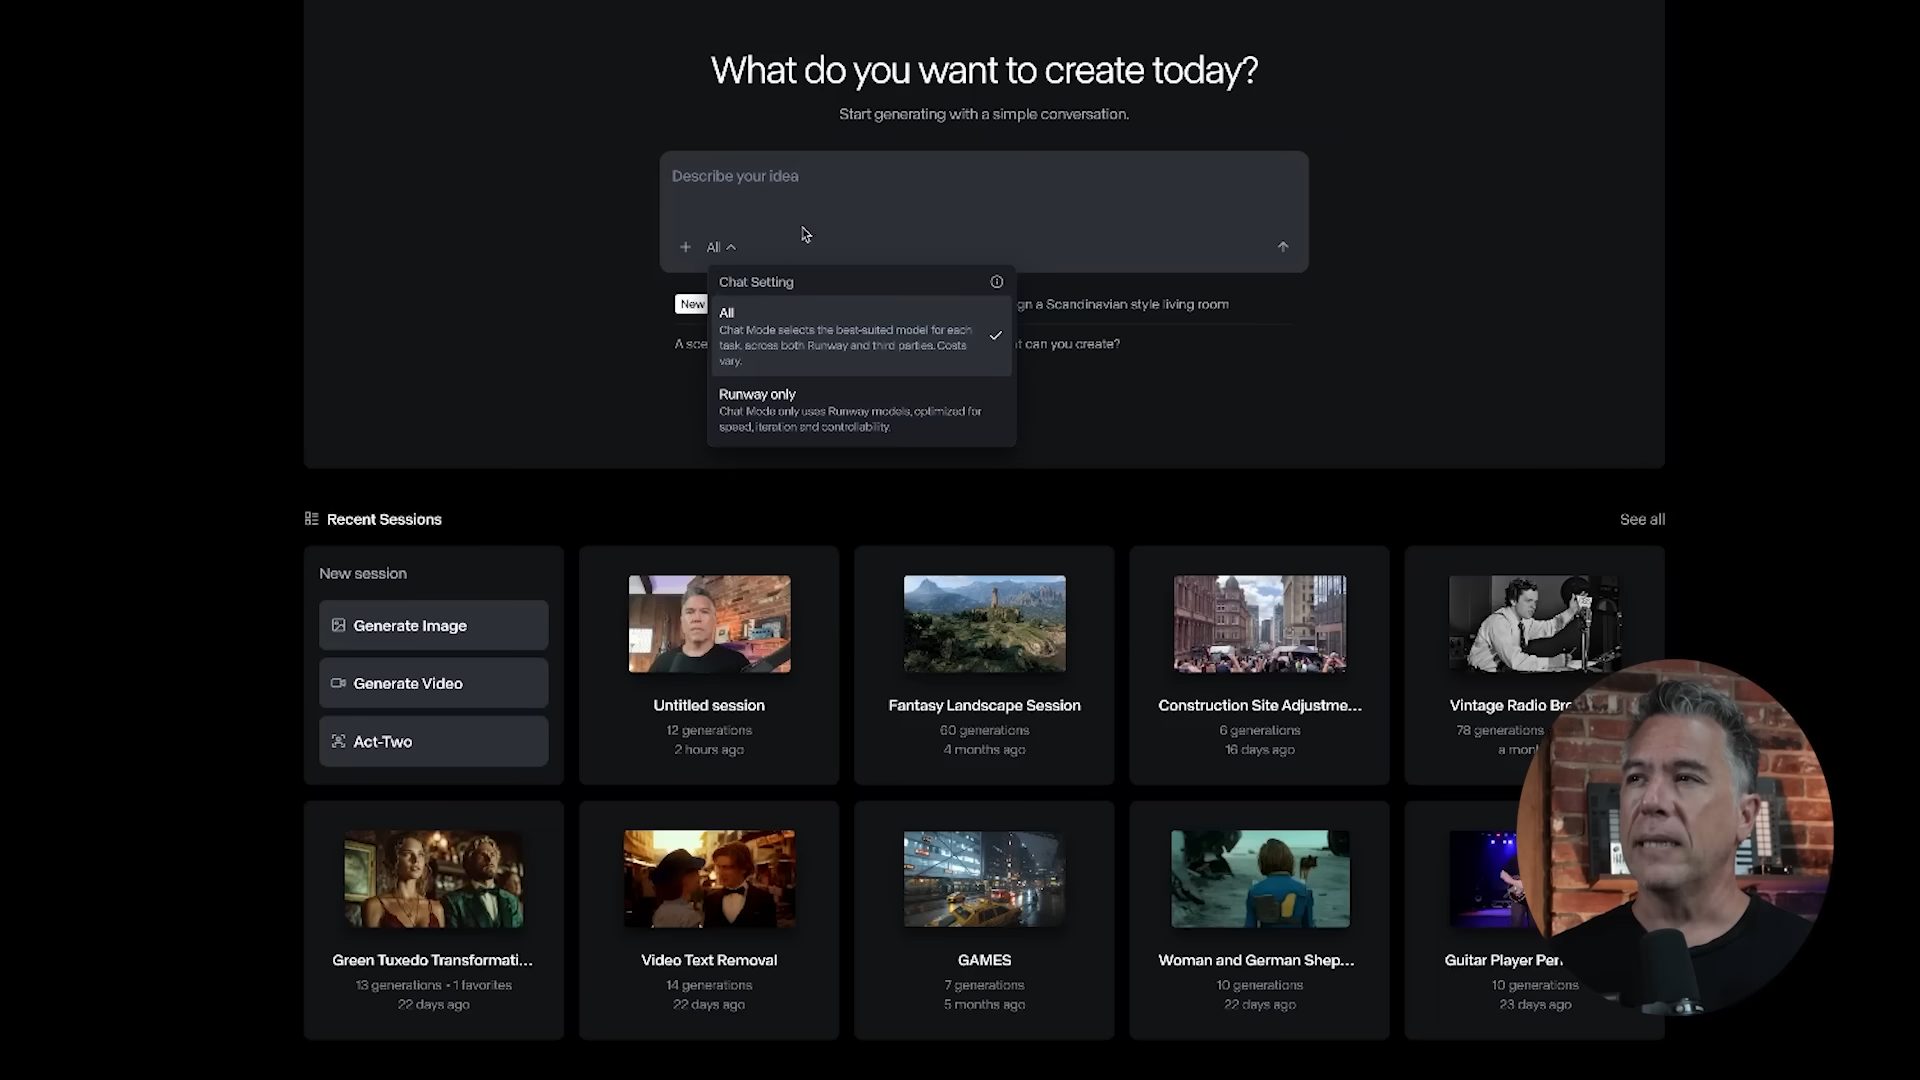 What do you want to create today?
Start generating with a simple conversation.
Describe your idea
All
Chat Setting
New
gn a Scandinavian style living room
All
Chat Mode selects the best-suited model for each
task, across both Runway and third parties. Costs
vary.
A sce
t can you create?
Runway only
Chat Mode only uses Runway models, optimized for
speed, iteration and controllability.
Recent Sessions
See all
New session
Generate Image
Generate Video
Act-Two
Untitled session
12 generations
2 hours ago
Fantasy Landscape Session
60 generations
4 months ago
Construction Site Adjustme...
6 generations
16 days ago
Vintage Radio Br
78 generations
a mon
Green Tuxedo Transformati...
13 generations • 1 favorites
22 days ago
Video Text Removal
14 generations
22 days ago
GAMES
7 generations
5 months ago
Woman and German Shep...
10 generations
22 days ago
Guitar Player Per
10 generations
23 days ago